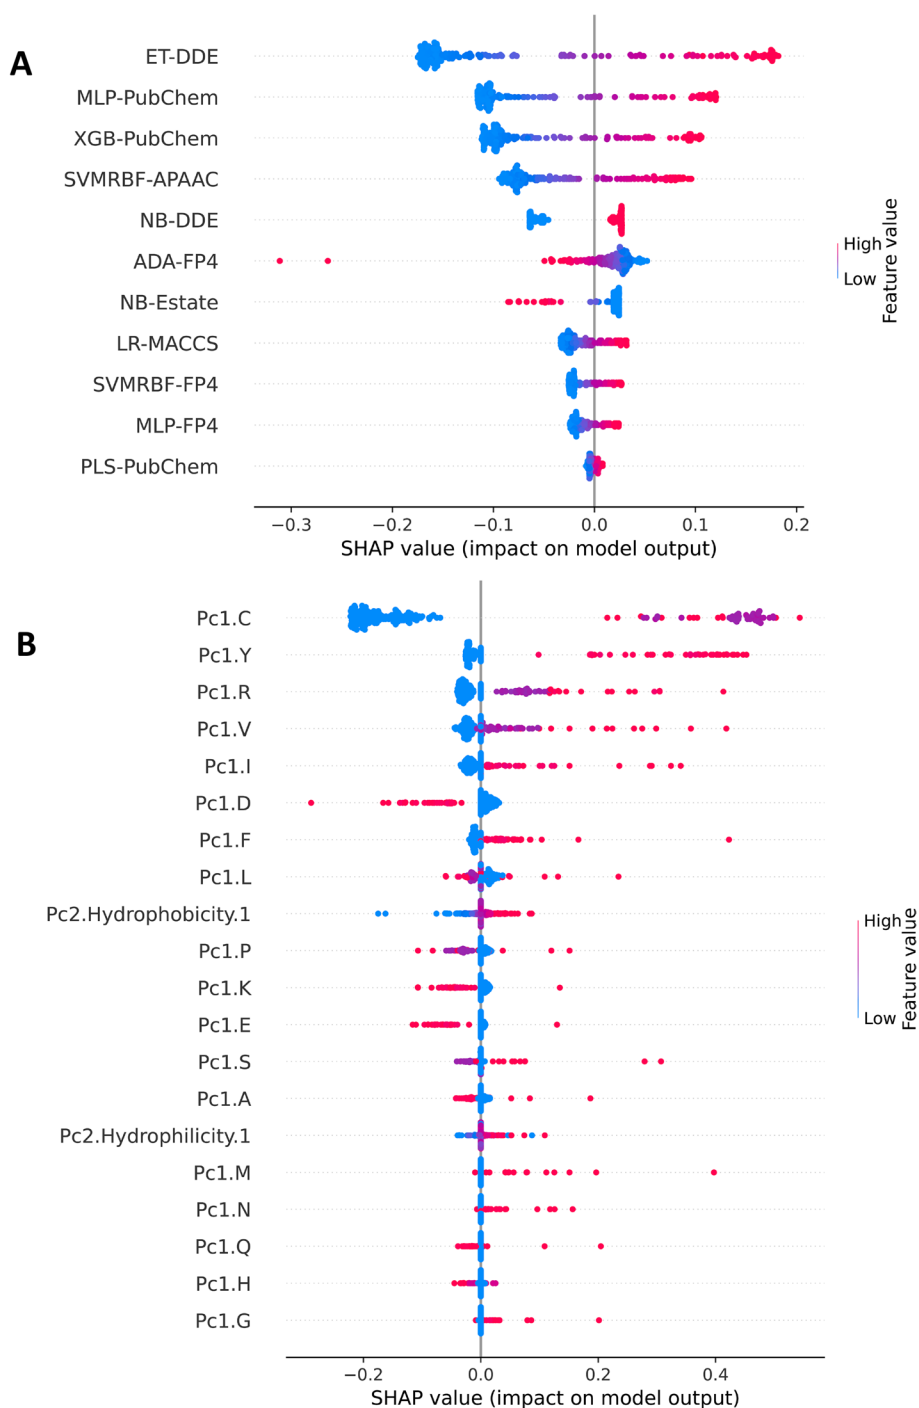 A
ET-DDE
MLP-PubChem
XGB-PubChem
SVMRBF-APAAC
NB-DDE
ADA-FP4
NB-Estate
LR-MACCS
SVMRBF-FP4
MLP-FP4
PLS-PubChem
High
Low
Feature value
−0.3 −0.2 −0.1 0.0 0.1 0.2
SHAP value (impact on model output)
B
Pc1.C
Pc1.Y
Pc1.R
Pc1.V
Pc1.I
Pc1.D
Pc1.F
Pc1.L
Pc2.Hydrophobicity.1
Pc1.P
Pc1.K
Pc1.E
Pc1.S
Pc1.A
Pc2.Hydrophilicity.1
Pc1.M
Pc1.N
Pc1.Q
Pc1.H
Pc1.G
High
Low
Feature value
−0.2 0.0 0.2 0.4
SHAP value (impact on model output)